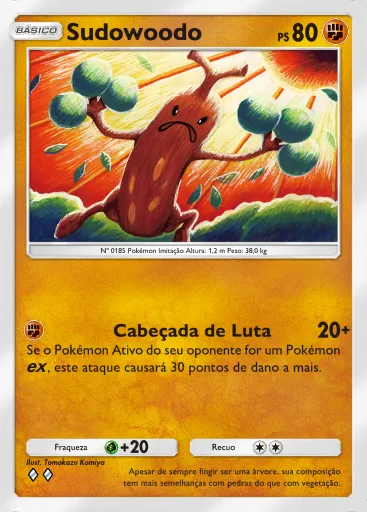 BÁSICO Sudowoodo PS 80
Nº 0185 Pokémon Imitação Altura: 1,2 m Peso: 38,0 kg
Cabeçada de Luta 20+
Se o Pokémon Ativo do seu oponente for um Pokémon
ex, este ataque causará 30 pontos de dano a mais.
Fraqueza +20 Recuo
Ilust. Tomokazu Komiya
Apesar de sempre fingir ser uma árvore, sua composição
tem mais semelhanças com pedras do que com vegetação.